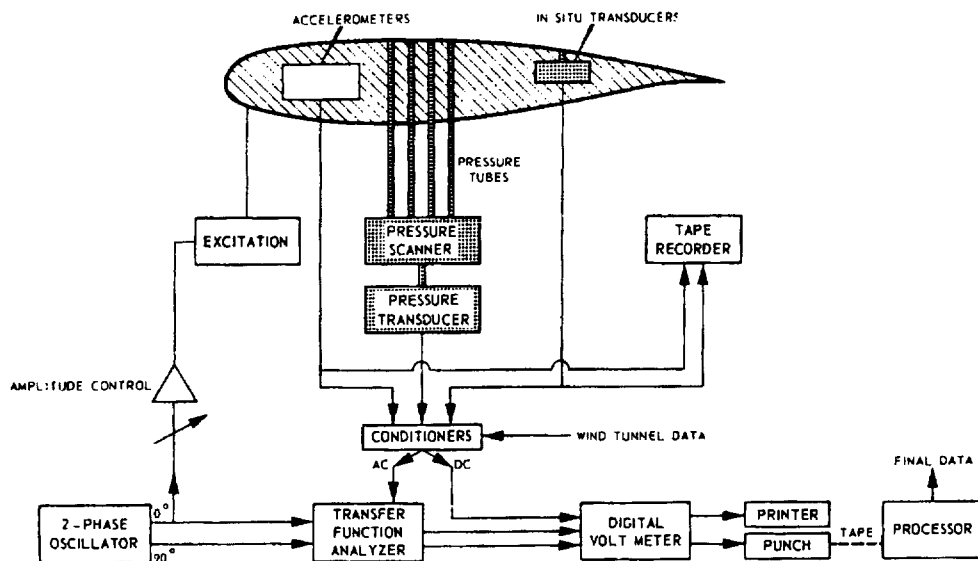 ACCELEROMETERS
IN SITU TRANSDUCERS
PRESSURE
TUBES
EXCITATION
PRESSURE
SCANNER
TAPE
RECORDER
PRESSURE
TRANSDUCER
AMPLITUDE CONTROL
CONDITIONERS
WIND TUNNEL DATA
AC
DC
FINAL DATA
2-PHASE
OSCILLATOR
0°
90°
TRANSFER
FUNCTION
ANALYZER
DIGITAL
VOLT METER
PRINTER
PUNCH
TAPE
PROCESSOR